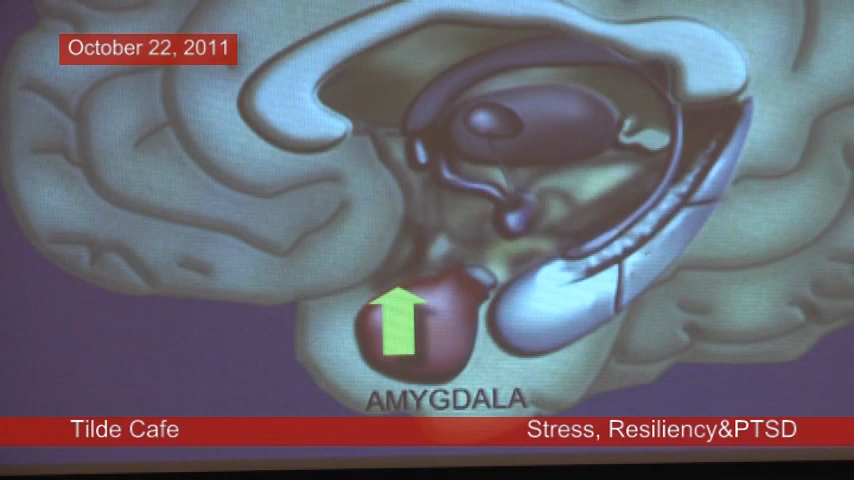 October 22, 2011
AMYGDALA
Tilde Cafe
Stress, Resiliency&PTSD